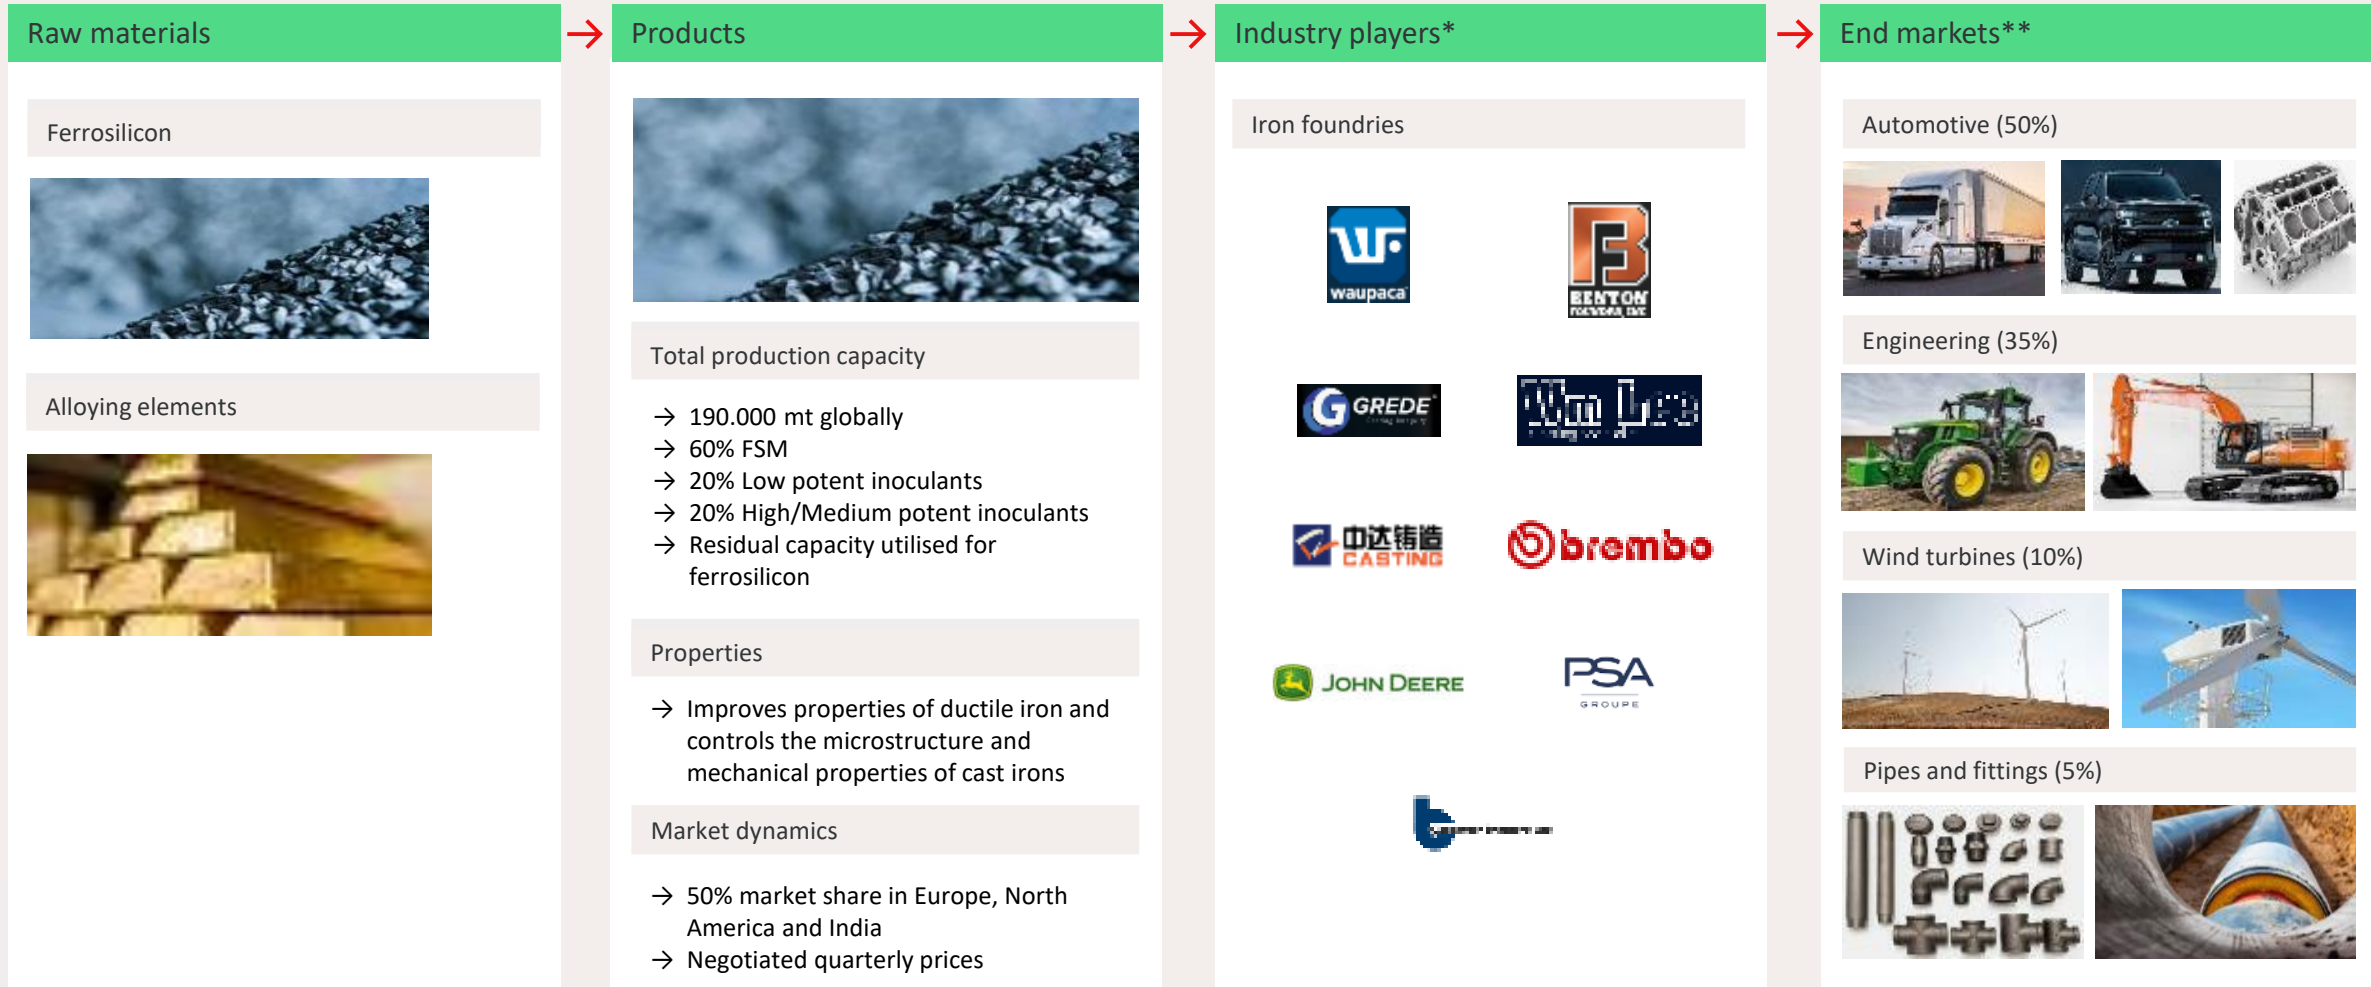 Raw materials
→ Products
→ Industry players*
→ End markets**
Ferrosilicon
Alloying elements
Total production capacity
→ 190.000 mt globally
→ 60% FSM
→ 20% Low potent inoculants
→ 20% High/Medium potent inoculants
→ Residual capacity utilised for
ferrosilicon
Properties
→ Improves properties of ductile iron and
controls the microstructure and
mechanical properties of cast irons
Market dynamics
→ 50% market share in Europe, North
America and India
→ Negotiated quarterly prices
Iron foundries
waupaca
BENTON
FOUNDRY, INC
GREDE
中达铸造
CASTING
brembo
JOHN DEERE
PSA
GROUPE
Automotive (50%)
Engineering (35%)
Wind turbines (10%)
Pipes and fittings (5%)